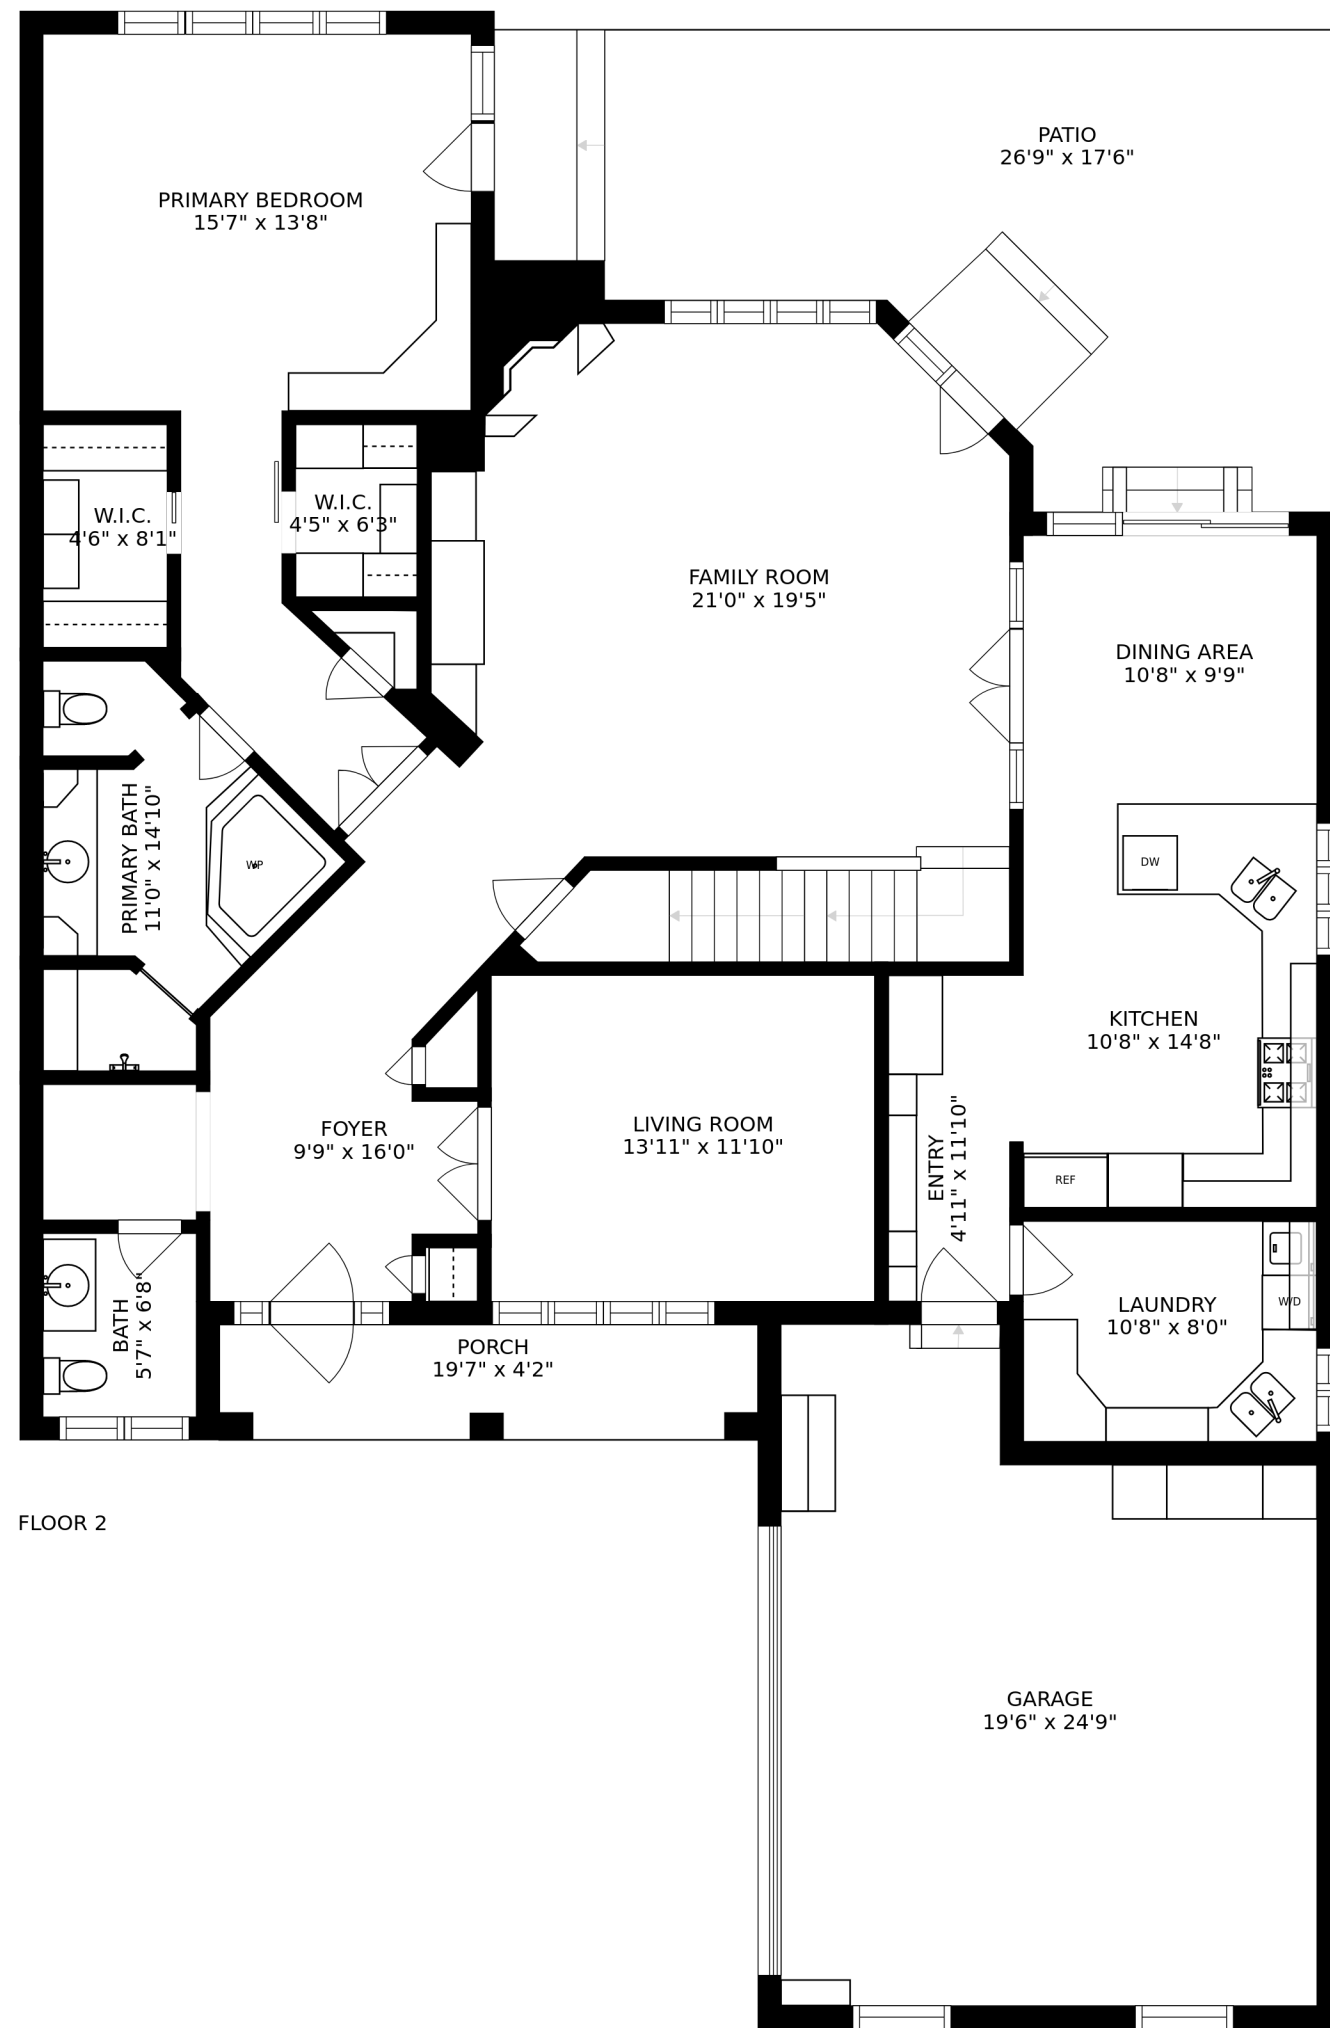 PATIO
26'9" x 17'6"
PRIMARY BEDROOM
15'7" x 13'8"
W.I.C.
4'6" x 8'1"
W.I.C.
4'5" x 6'3"
FAMILY ROOM
21'0" x 19'5"
DINING AREA
10'8" x 9'9"
PRIMARY BATH
11'0" x 14'10"
WP
DW
KITCHEN
10'8" x 14'8"
FOYER
9'9" x 16'0"
LIVING ROOM
13'11" x 11'10"
ENTRY
4'11" x 11'10"
REF
BATH
5'7" x 6'8"
LAUNDRY
10'8" x 8'0"
W/D
PORCH
19'7" x 4'2"
FLOOR 2
GARAGE
19'6" x 24'9"